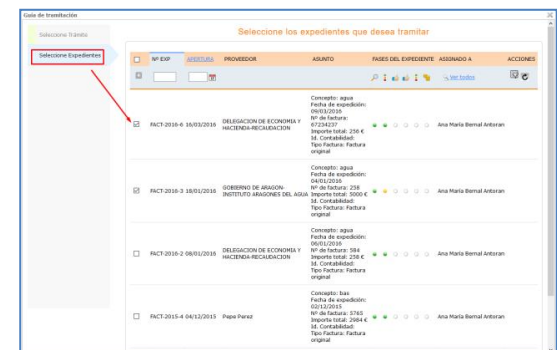 Guía de tramitación
Seleccione los expedientes que desea tramitar
Seleccione Trámite
Seleccione Expedientes
Nº EXP APERTURA PROVEEDOR ASUNTO FASES DEL EXPEDIENTE ASIGNADO A ACCIONES
Ver todos
Concepto: agua
Fecha de expedición:
09/03/2016
Nº de factura:
67234237
Importe total: 256 €
Id. Contabilidad:
Tipo Factura: Factura
original
FACT-2016-6 16/03/2016 DELEGACION DE ECONOMIA Y
HACIENDA-RECAUDACION
Ana María Bernal Antoran
Concepto: agua
Fecha de expedición:
04/01/2016
Nº de factura: 258
Importe total: 5000 €
Id. Contabilidad:
Tipo Factura: Factura
original
FACT-2016-3 18/01/2016 GOBIERNO DE ARAGON-
INSTITUTO ARAGONES DEL AGUA
Ana María Bernal Antoran
Concepto: agua
Fecha de expedición:
06/01/2016
Nº de factura: 584
Importe total: 256 €
Id. Contabilidad:
Tipo Factura: Factura
original
FACT-2016-2 08/01/2016 DELEGACION DE ECONOMIA Y
HACIENDA-RECAUDACION
Ana María Bernal Antoran
Concepto: bax
Fecha de expedición:
02/12/2015
Nº de factura: 5765
Importe total: 2984 €
Id. Contabilidad:
Tipo Factura: Factura
original
FACT-2015-4 04/12/2015 Pepe Perez
Ana María Bernal Antoran